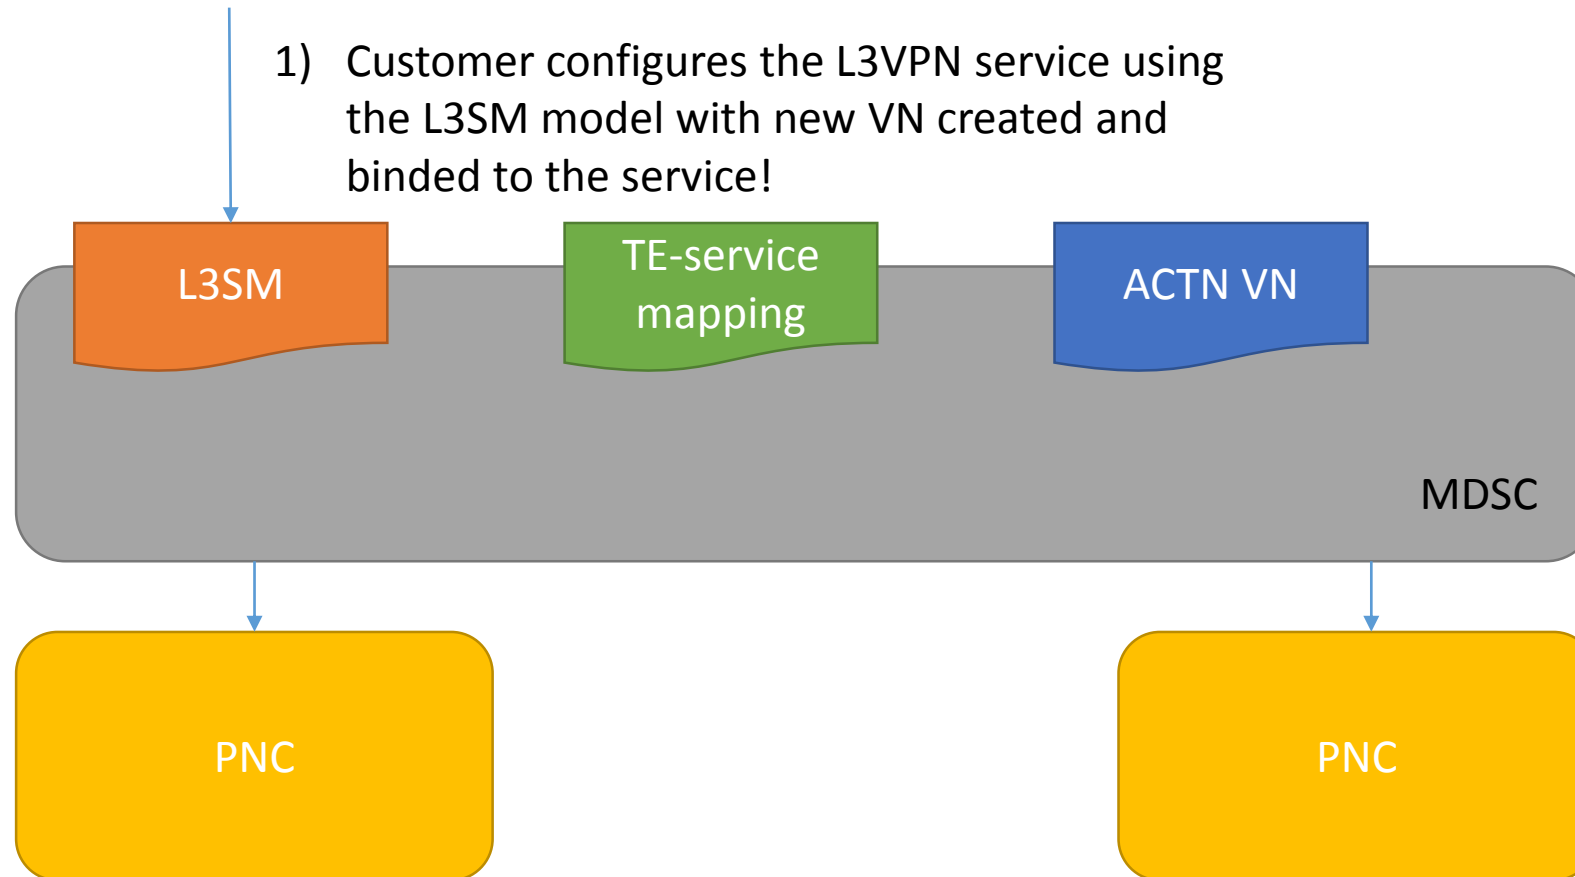 1) Customer configures the L3VPN service using
the L3SM model with new VN created and
binded to the service!
L3SM
TE-service
mapping
ACTN VN
MDSC
PNC
PNC